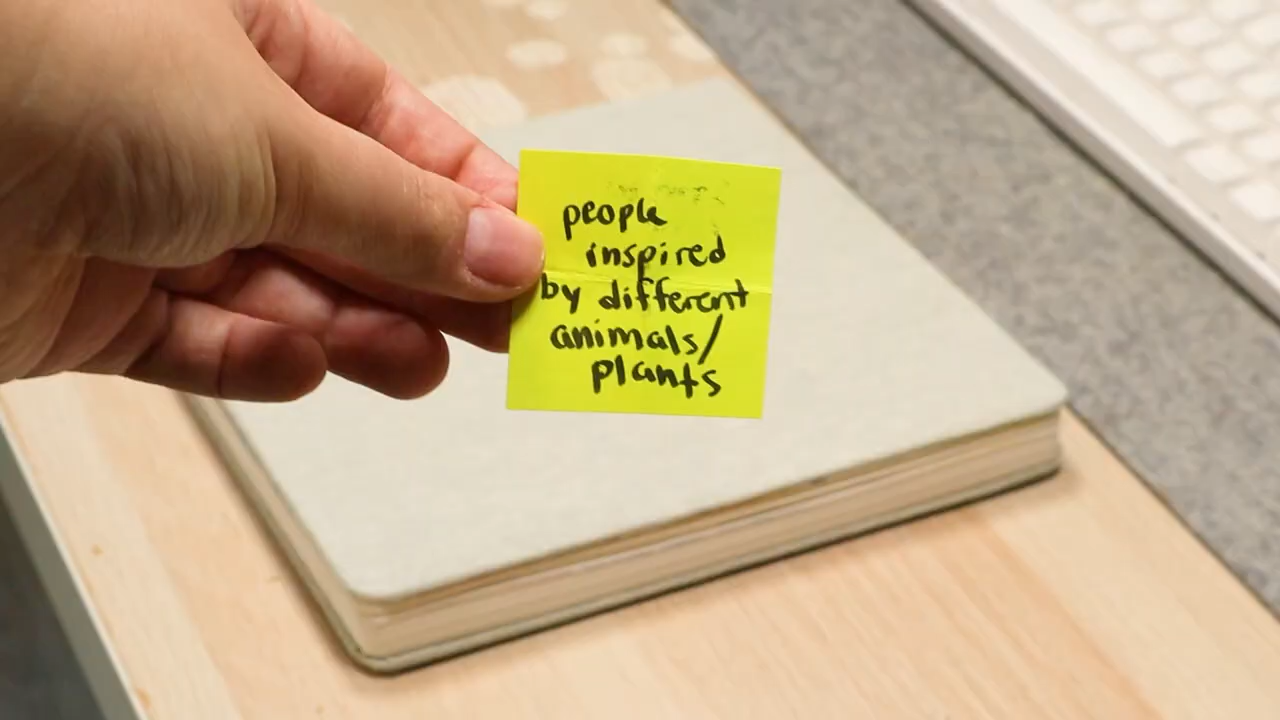 people
inspired
by different
animals/
plants